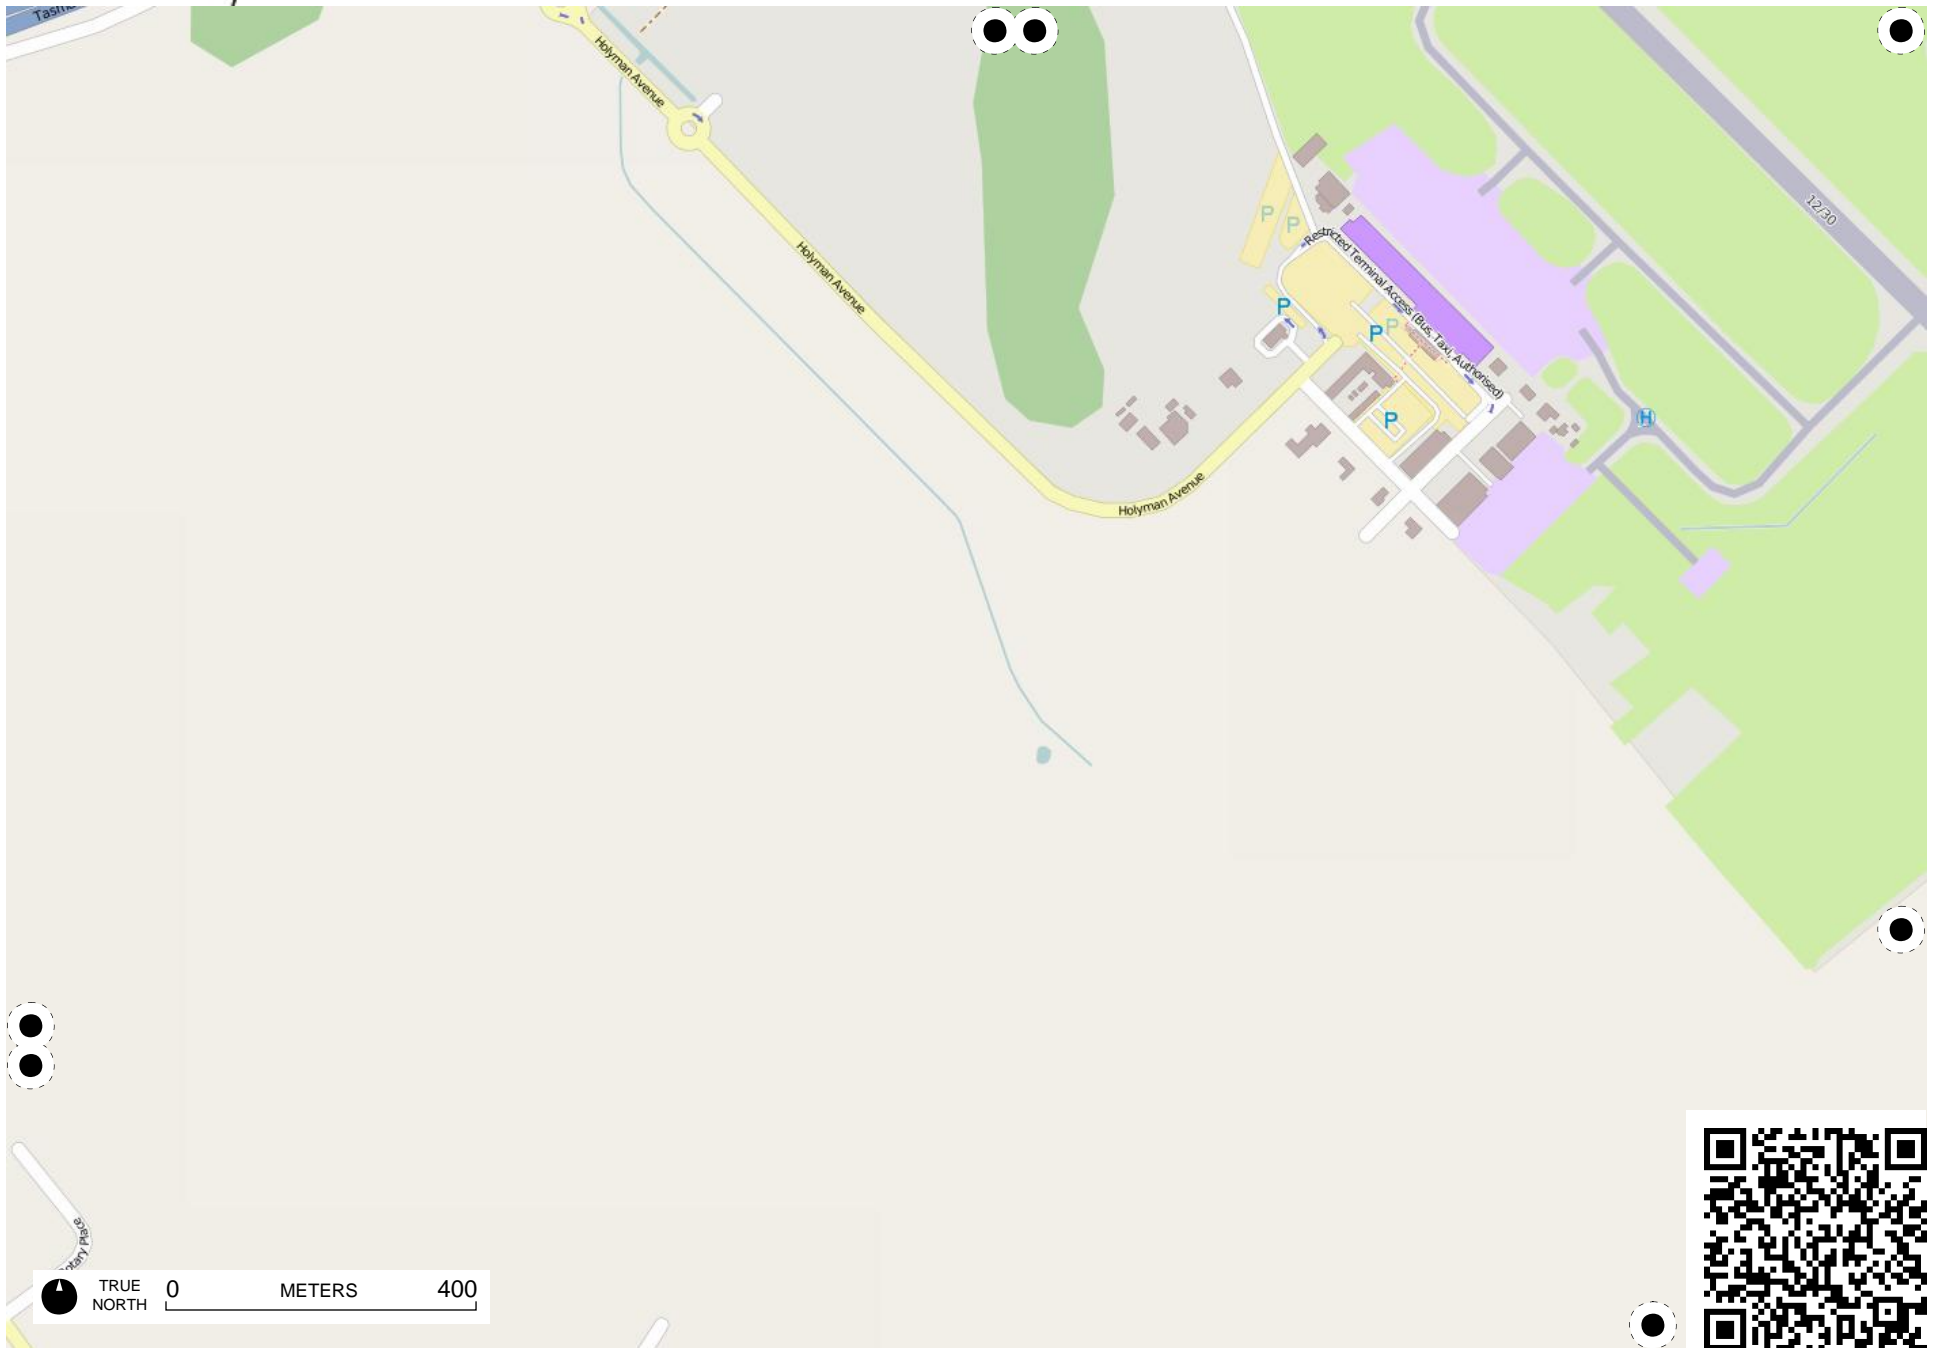 Holyman Avenue
12/30
P
P
Restricted Terminal Access (Bus, Taxi, Authorised)
Holyman Avenue
P
P
P
P
H
Holyman Avenue
TRUE
NORTH
0
METERS
400